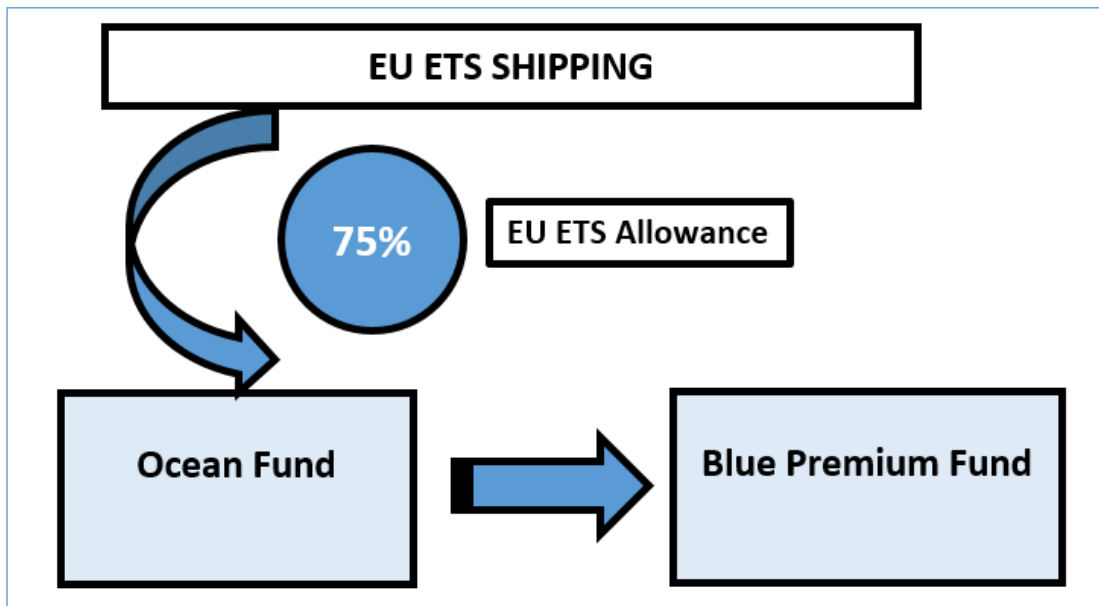 EU ETS SHIPPING
75%
EU ETS Allowance
Ocean Fund
Blue Premium Fund